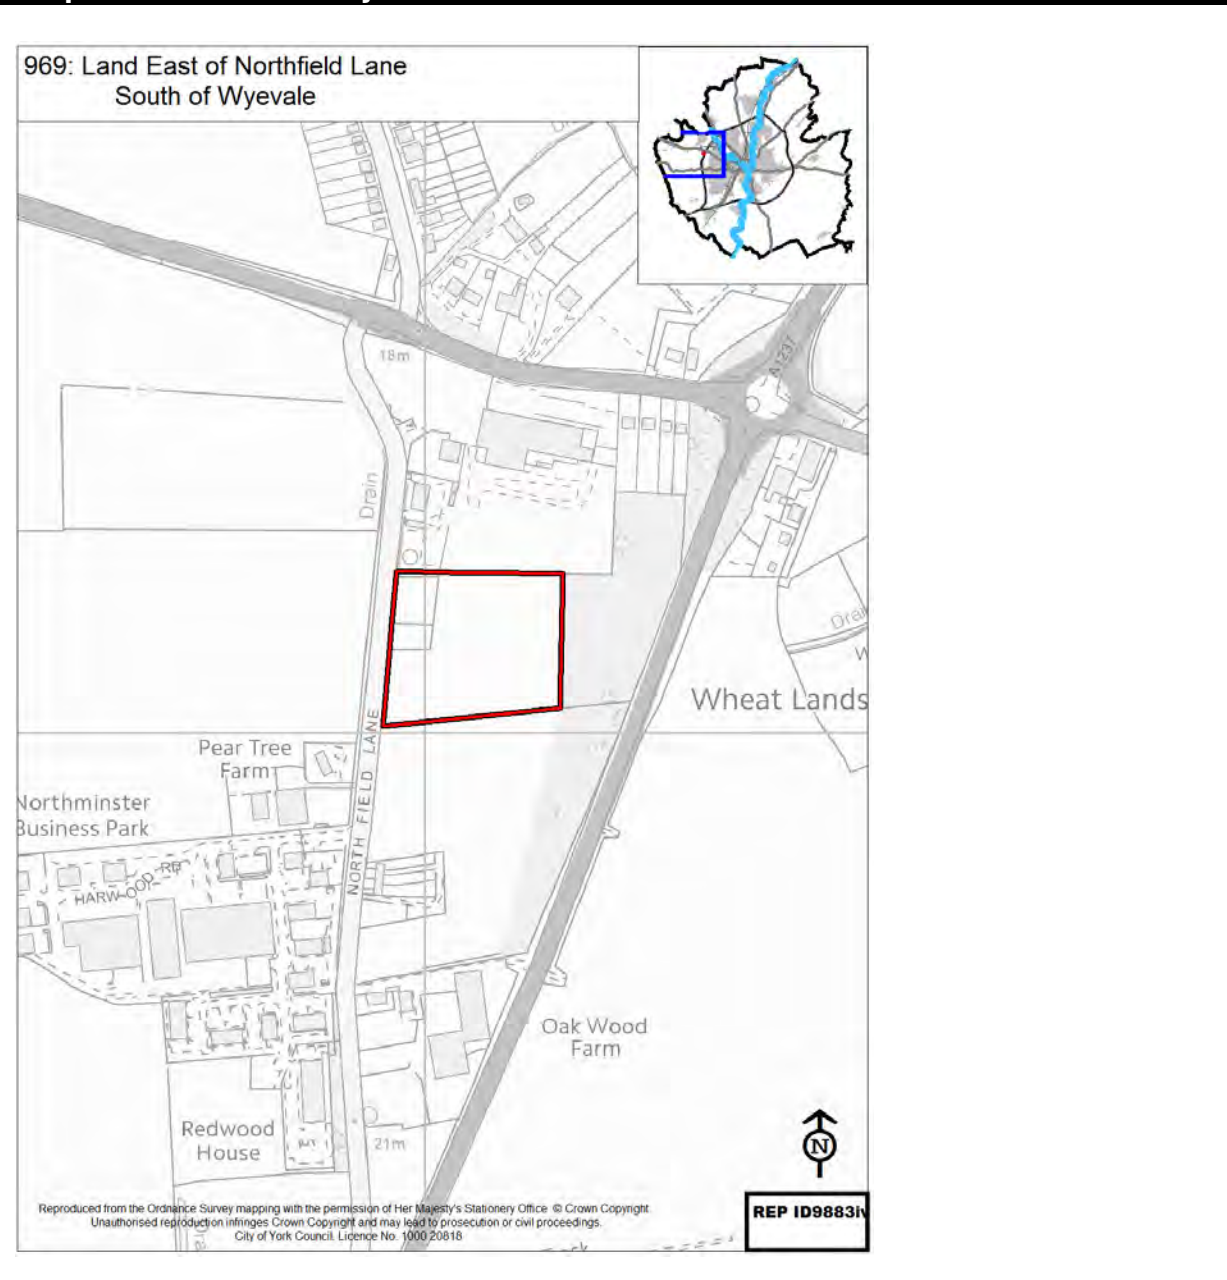 969: Land East of Northfield Lane
South of Wyevale
A1237
18m
Drain
Wheat Lands
NORTH FIELD LANE
Pear Tree
Farm
Northminster
Business Park
HARWOOD RD
Oak Wood
Farm
Redwood
House
21m
N
REP ID9883iv
Reproduced from the Ordnance Survey mapping with the permission of Her Majesty's Stationery Office © Crown Copyright.
Unauthorised reproduction infringes Crown Copyright and may lead to prosecution or civil proceedings.
City of York Council. Licence No. 1000 20818